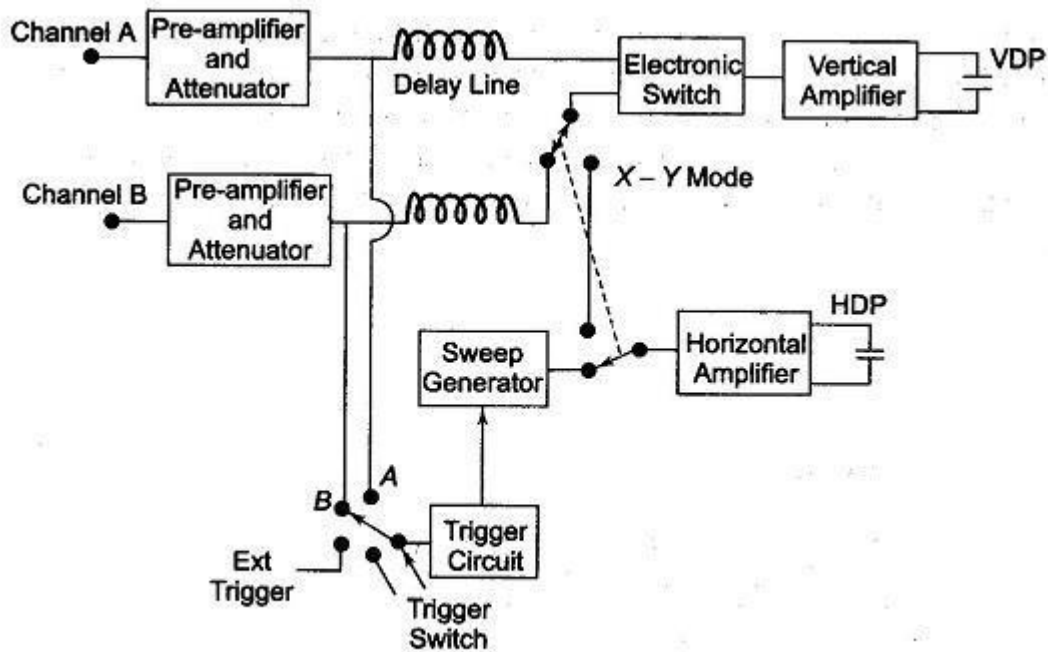 Channel A
Pre-amplifier
and
Attenuator
Delay Line
Electronic
Switch
Vertical
Amplifier
VDP
Channel B
Pre-amplifier
and
Attenuator
X – Y Mode
HDP
Sweep
Generator
Horizontal
Amplifier
A
B
Trigger
Circuit
Ext
Trigger
Trigger
Switch